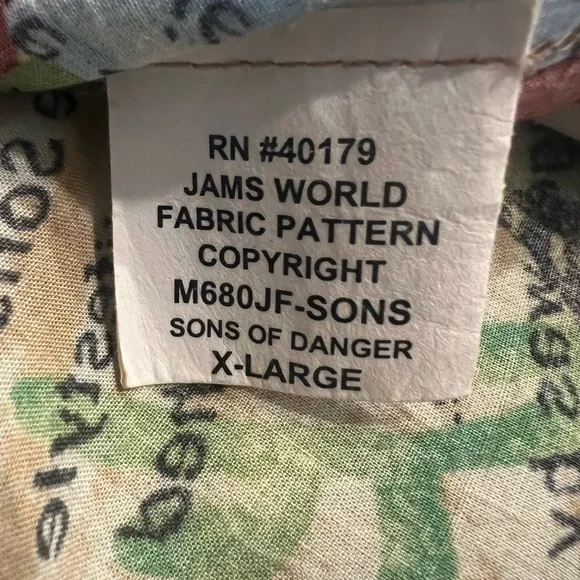 RN #40179
JAMS WORLD
FABRIC PATTERN
COPYRIGHT
M680JF-SONS
SONS OF DANGER
X-LARGE